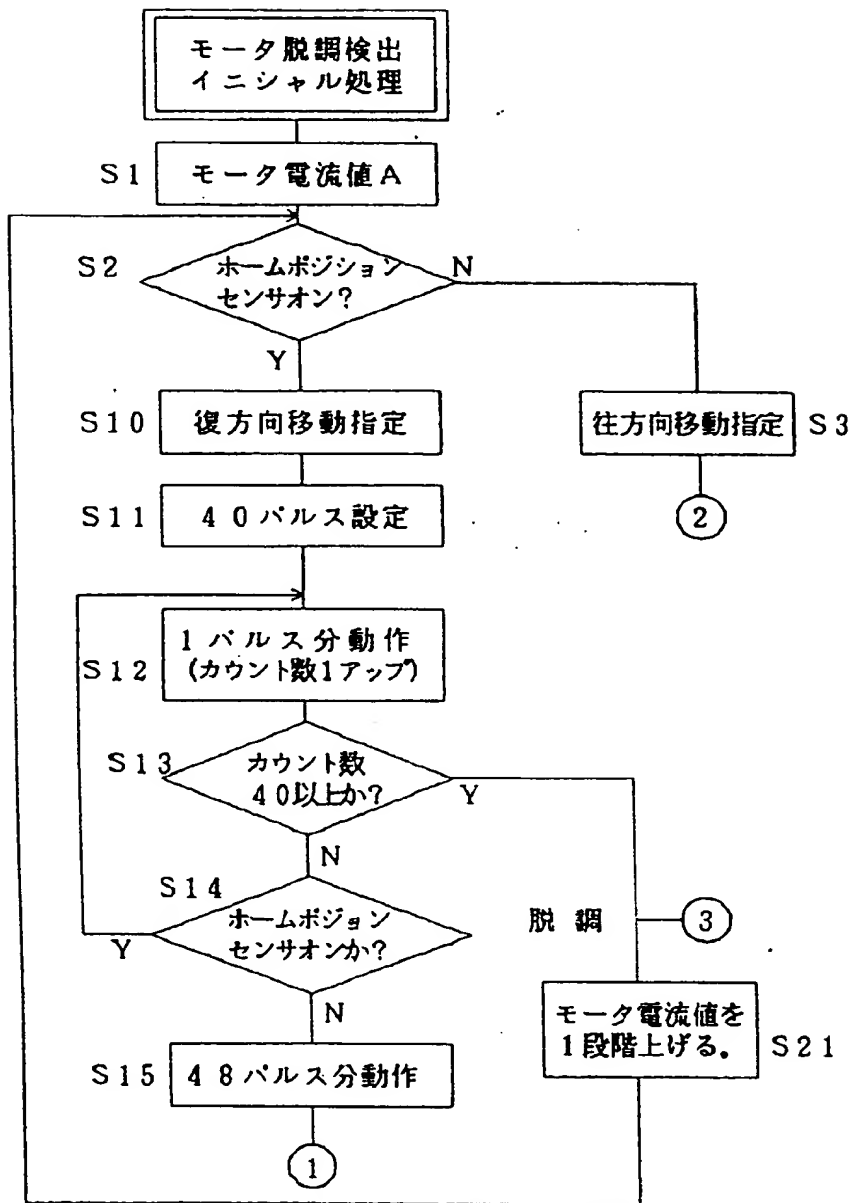 モータ脱調検出
イニシャル処理
S1
モータ電流値A
S2
ホームポジション
センサオン?
N
Y
S10
復方向移動指定
往方向移動指定
S3
S11
40パルス設定
2
S12
1パルス分動作
(カウント数1アップ)
S13
カウント数
40以上か?
Y
N
S14
ホームポジョン
センサオンか?
Y
脱調
3
N
モータ電流値を
1段階上げる。
S21
S15
48パルス分動作
1